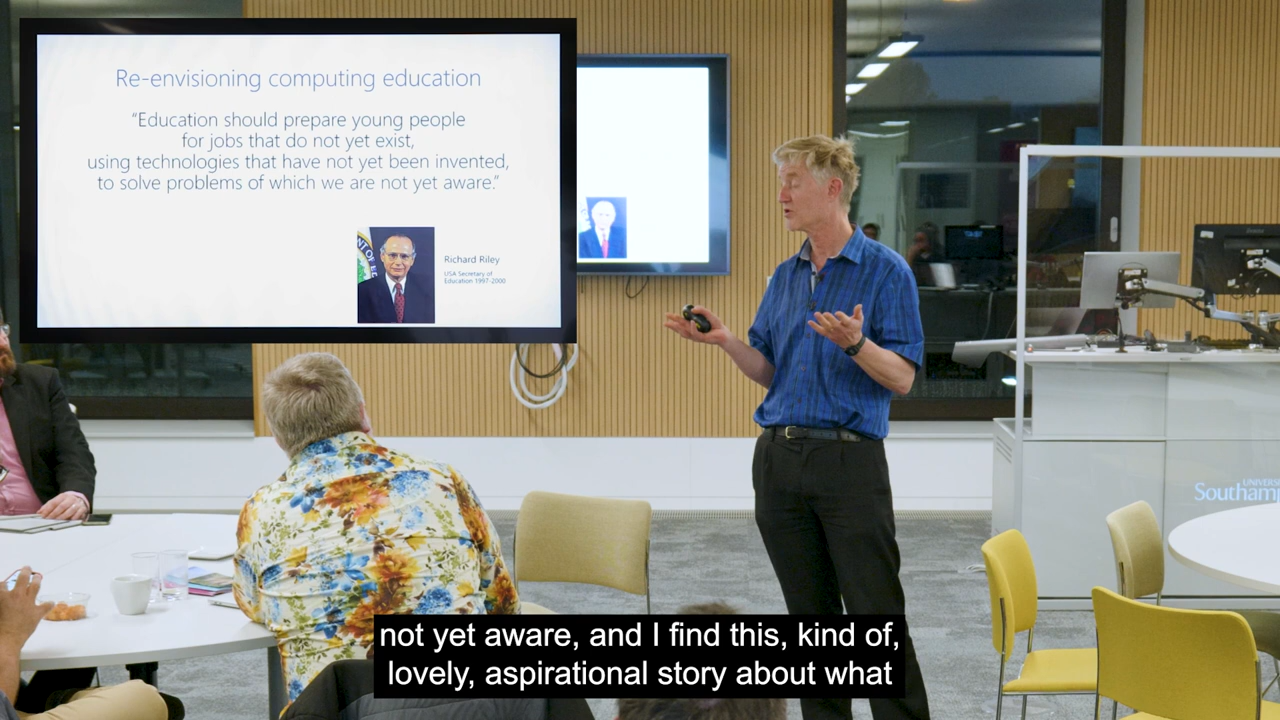 Re-envisioning computing education
“Education should prepare young people
for jobs that do not yet exist,
using technologies that have not yet been invented,
to solve problems of which we are not yet aware.”
Richard Riley
USA Secretary of
Education 1997-2000
not yet aware, and I find this, kind of,
lovely, aspirational story about what